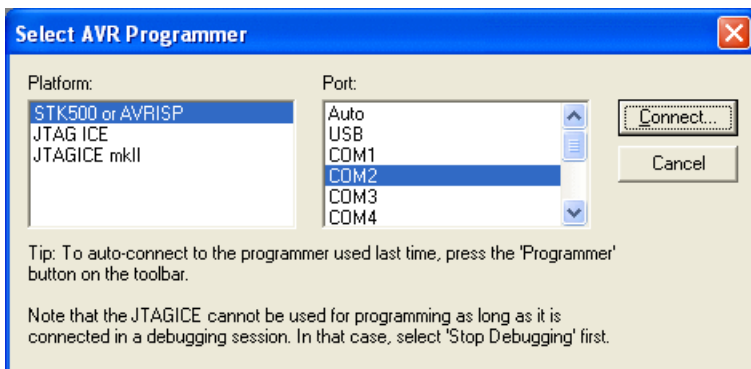 Select AVR Programmer
Platform:
Port:
STK500 or AVRISP
JTAG ICE
JTAGICE mkII
Auto
USB
COM1
COM2
COM3
COM4
Connect...
Cancel
Tip: To auto-connect to the programmer used last time, press the 'Programmer'
button on the toolbar.
Note that the JTAGICE cannot be used for programming as long as it is
connected in a debugging session. In that case, select 'Stop Debugging' first.